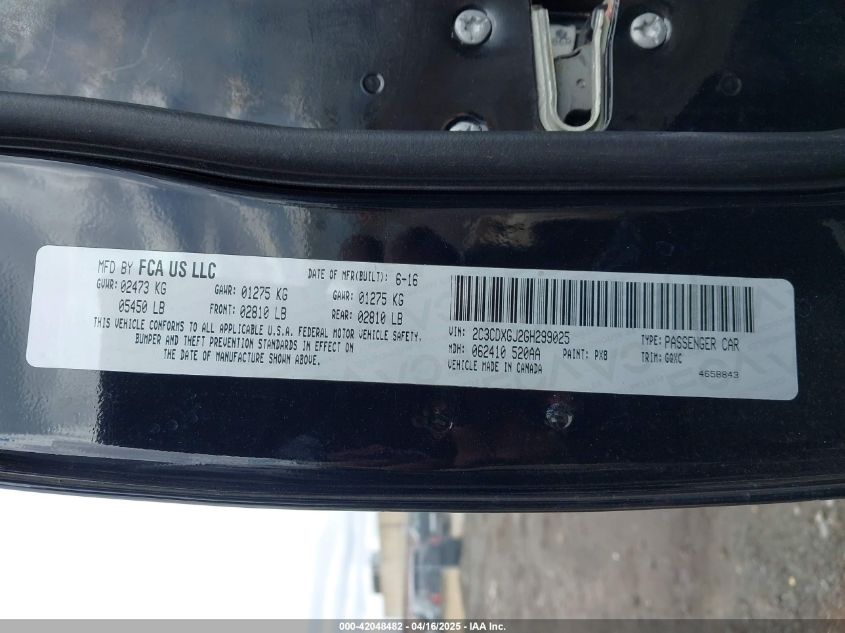 MFD BY FCA US LLC
DATE OF MFR(BUILT): 6-16
GVWR: 02473 KG
GAWR: 01275 KG
GAWR: 01275 KG
05450 LB
FRONT: 02810 LB
REAR: 02810 LB
THIS VEHICLE CONFORMS TO ALL APPLICABLE U.S.A. FEDERAL MOTOR VEHICLE SAFETY,
BUMPER AND THEFT PREVENTION STANDARDS IN EFFECT ON
THE DATE OF MANUFACTURE SHOWN ABOVE.
VIN: 2C3CDXGJ2GH299025
TYPE: PASSENGER CAR
MDH: 062410 520AA
PAINT: PX8
TRIM: GQXC
VEHICLE MADE IN CANADA
4658843
000-42048482 - 04/16/2025 - IAA Inc.